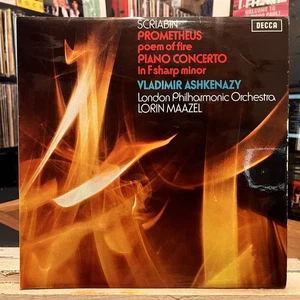 SCRIABIN
DECCA
PROMETHEUS
poem of fire
PIANO CONCERTO
in F sharp minor
VLADIMIR ASHKENAZY
London Philharmonic Orchestra
LORIN MAAZEL